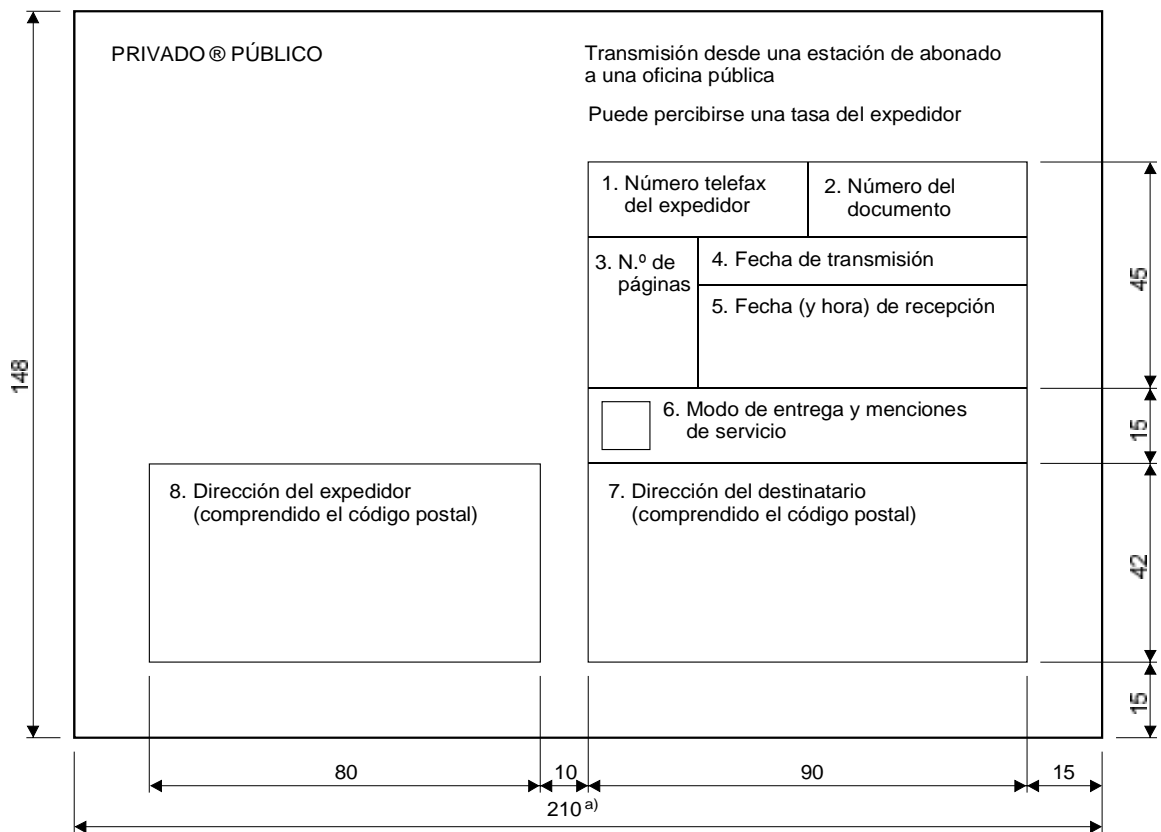 PRIVADO ® PÚBLICO
Transmisión desde una estación de abonado
a una oficina pública
Puede percibirse una tasa del expedidor
1. Número telefax
del expedidor
2. Número del
documento
3. N.º de
páginas
4. Fecha de transmisión
5. Fecha (y hora) de recepción
6. Modo de entrega y menciones
de servicio
8. Dirección del expedidor
(comprendido el código postal)
7. Dirección del destinatario
(comprendido el código postal)
148
45
15
42
15
80
10
90
15
210 a)